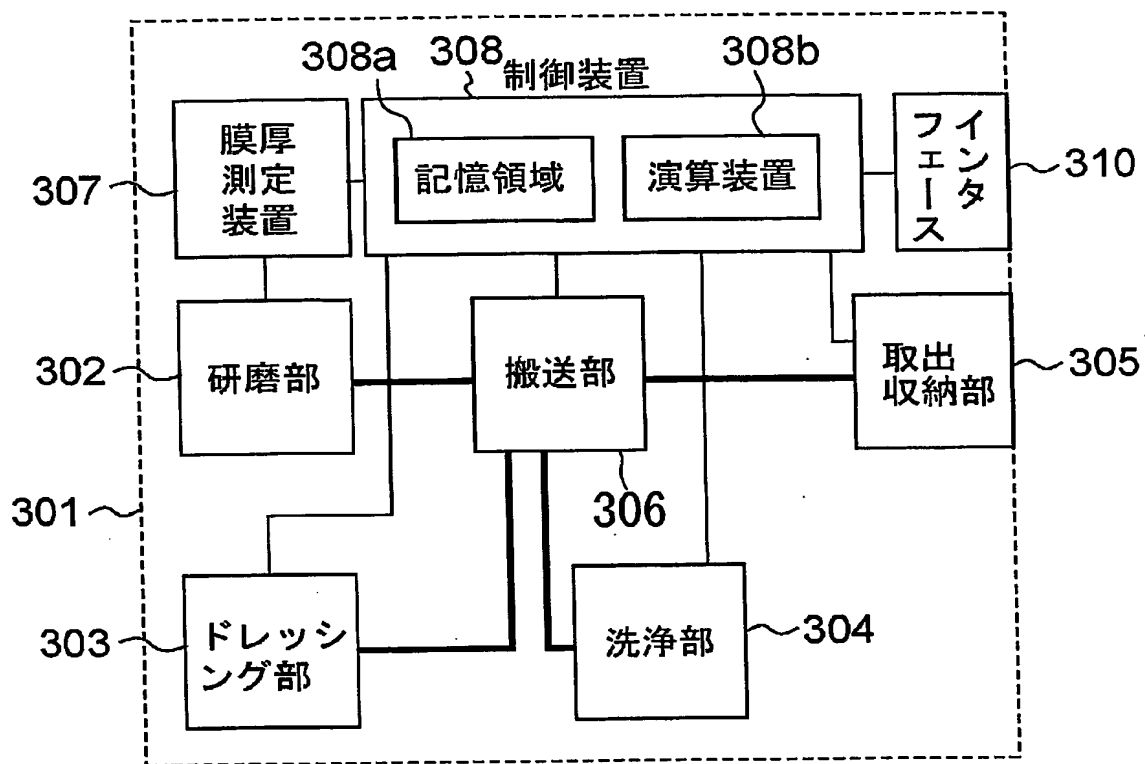 308a
308
308b
制御装置
膜厚
測定
装置
307
記憶領域
演算装置
インタ
フェース
310
302
研磨部
搬送部
取出
収納部
305
306
301
303
ドレッシ
ング部
洗浄部
304